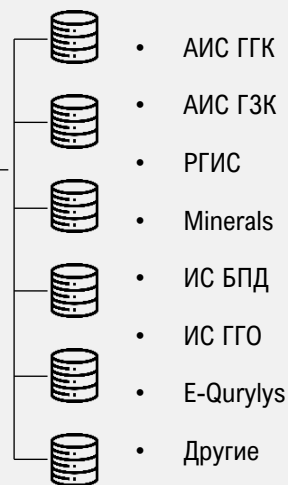 • АИС ГГК
• АИС ГЗК
• РГИС
• Minerals
• ИС БПД
• ИС ГГО
• E-Qurylys
• Другие